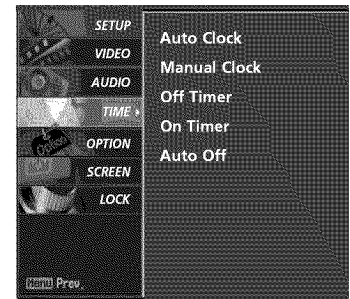 SETUP
VIDEO
AUDIO
TIME
OPTION
SCREEN
LOCK
Auto Clock
Manual Clock
Off Timer
On Timer
Auto Off
Menu Prev.